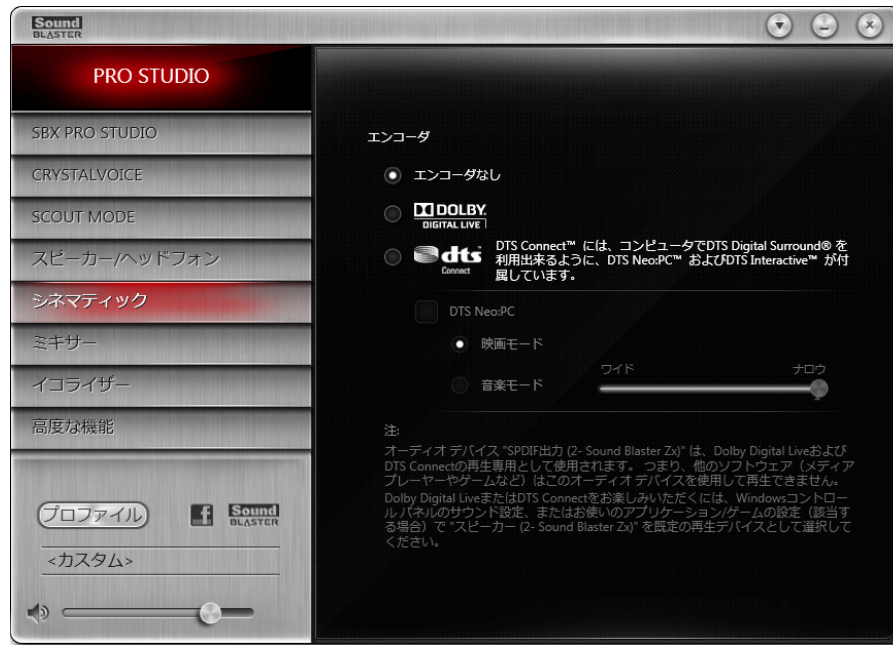 Sound
BLASTER
PRO STUDIO
SBX PRO STUDIO
CRYSTALVOICE
SCOUT MODE
スピーカー/ヘッドフォン
シネマティック
ミキサー
イコライザー
高度な機能
プロファイル
f
Sound
BLASTER
<カスタム>
エンコーダ
エンコーダなし
DOLBY.
DIGITAL LIVE
dts
Connect
DTS Connect™ には、コンピュータでDTS Digital Surround® を
利用出来るように、DTS Neo:PC™ およびDTS Interactive™ が付
属しています。
DTS Neo:PC
映画モード
音楽モード
ワイド
ナロウ
注:
オーディオ デバイス "SPDIF出力 (2- Sound Blaster Zx)" は、Dolby Digital Liveおよび
DTS Connectの再生専用として使用されます。 つまり、他のソフトウェア（メディア
プレーヤーやゲームなど）はこのオーディオ デバイスを使用して再生できません。
Dolby Digital LiveまたはDTS Connectをお楽しみいただくには、Windowsコントロー
ル パネルのサウンド設定、またはお使いのアプリケーション/ゲームの設定（該当す
る場合）で "スピーカー (2- Sound Blaster Zx)" を既定の再生デバイスとして選択して
ください。